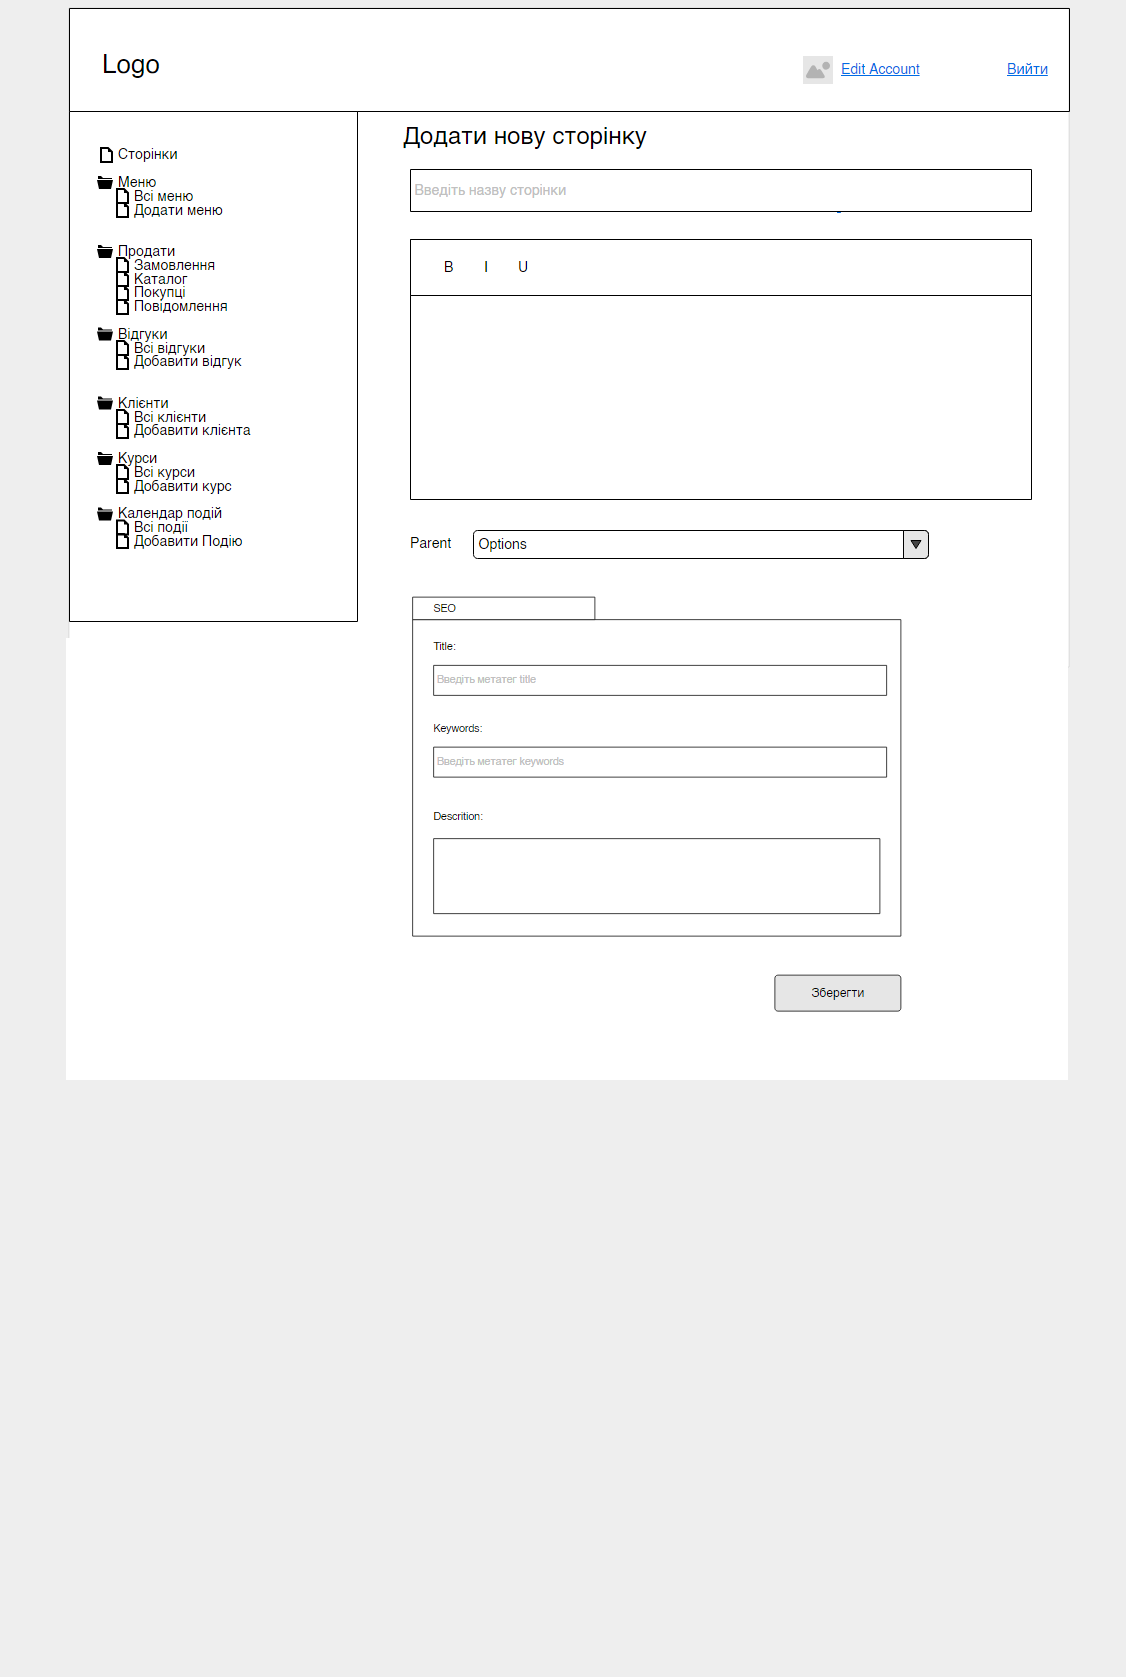 Logo
Edit Account
Вийти
Сторінки
Меню
Всі меню
Додати меню
Продати
Замовлення
Каталог
Покупці
Повідомлення
Відгуки
Всі відгуки
Добавити відгук
Клієнти
Всі клієнти
Добавити клієнта
Курси
Всі курси
Добавити курс
Календар подій
Всі події
Добавити Подію
Додати нову сторінку
Введіть назву сторінки
B I U
Parent Options
SEO
Title:
Введіть метатег title
Keywords:
Введіть метатег keywords
Descrition:
Зберегти